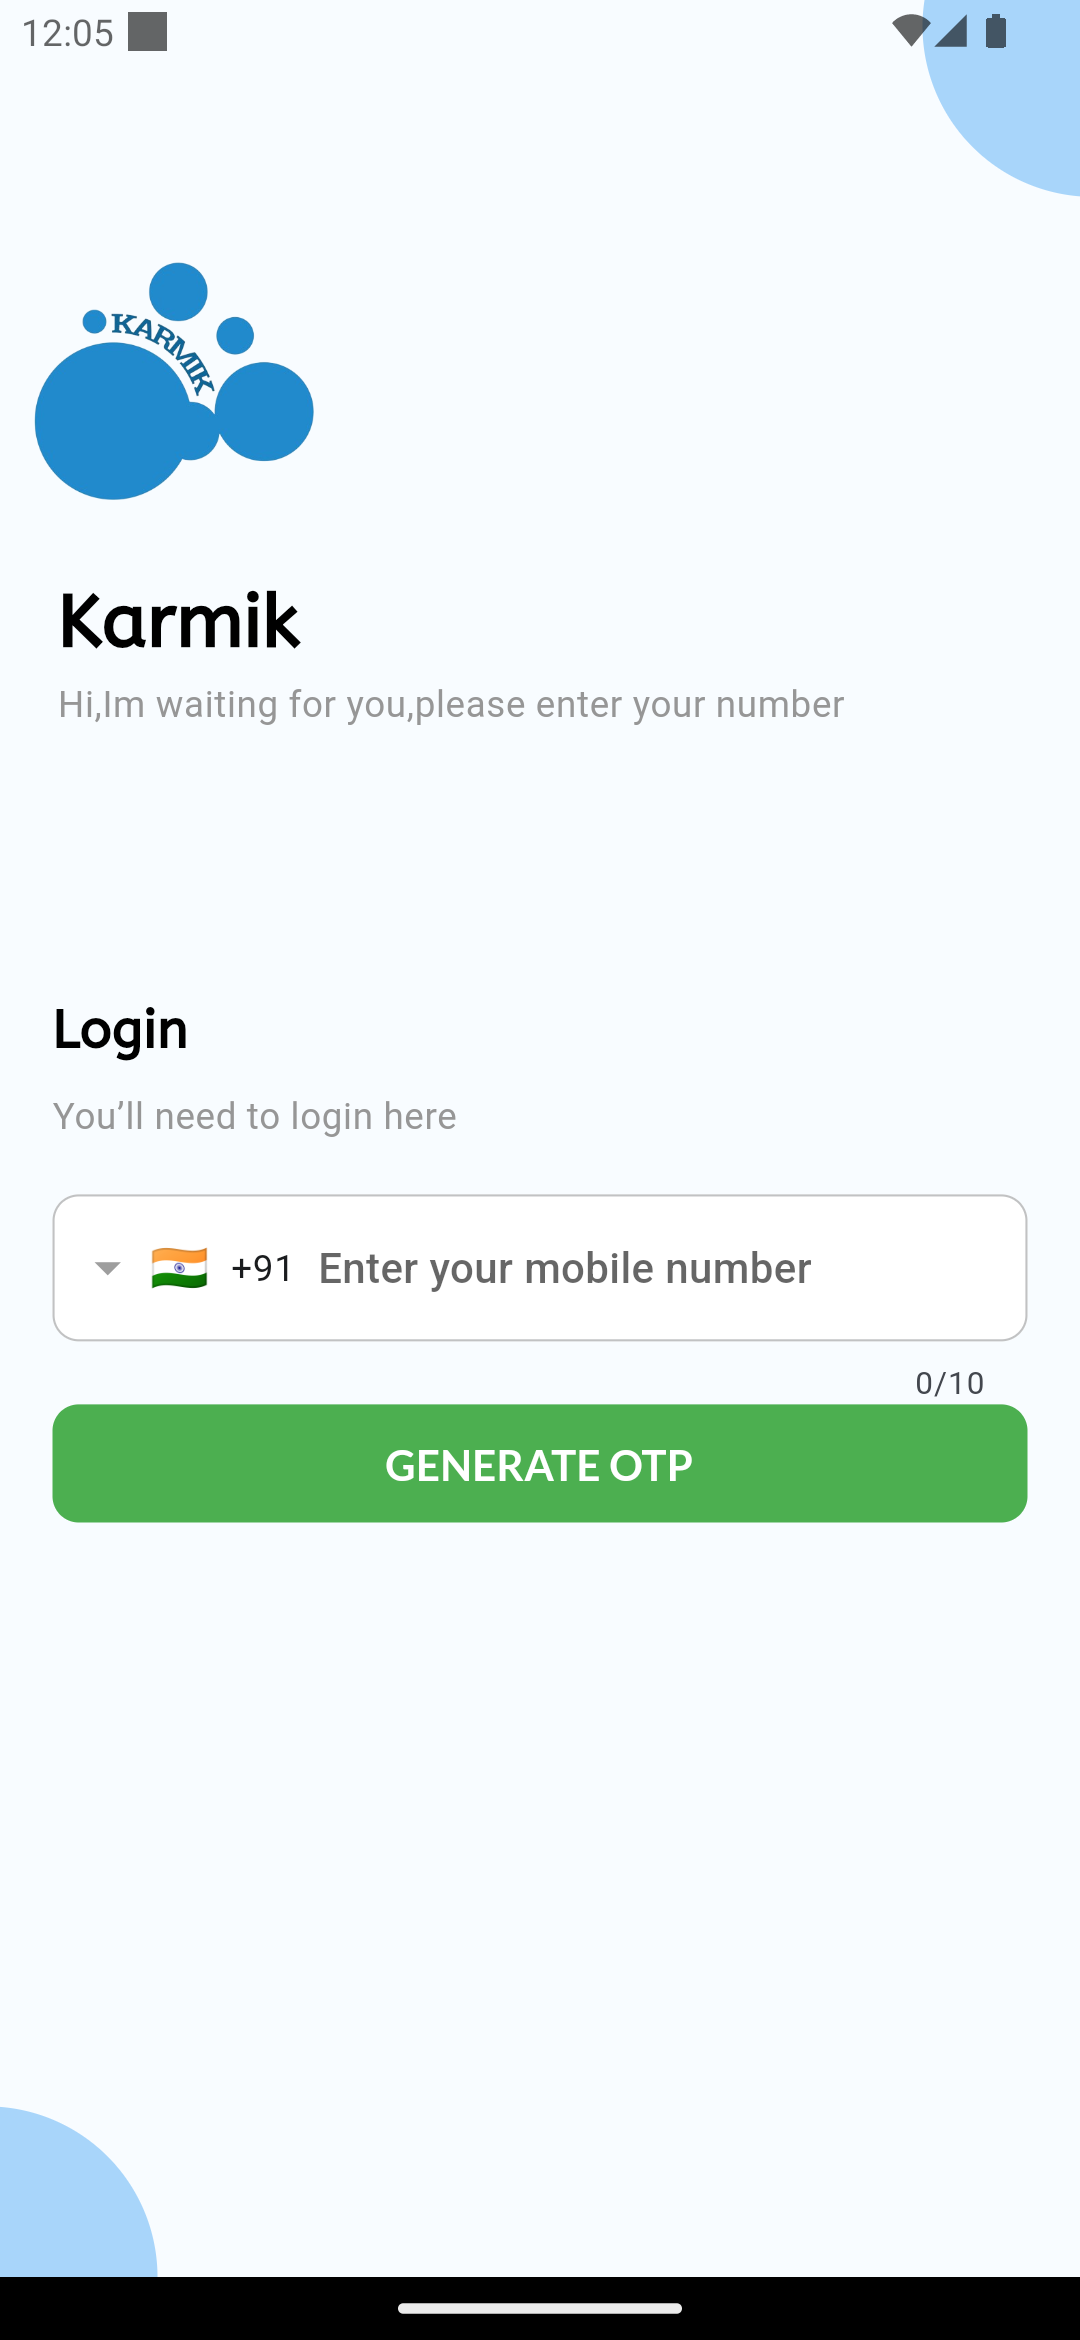 12:05
KARMIK
Karmik
Hi,Im waiting for you,please enter your number
Login
You’ll need to login here
+91 Enter your mobile number
0/10
GENERATE OTP